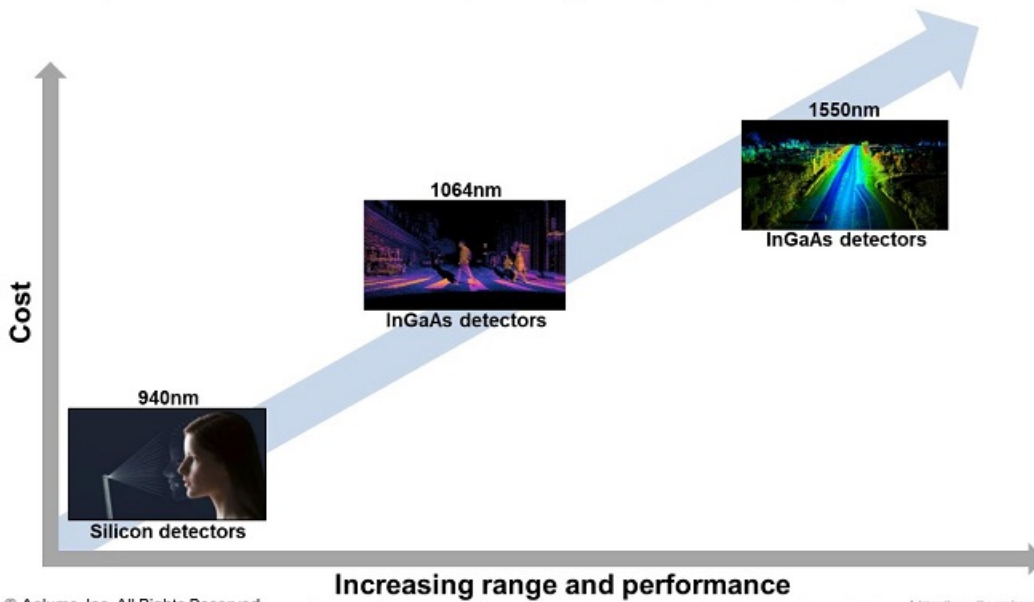 1550nm
InGaAs detectors
1064nm
InGaAs detectors
940nm
Silicon detectors
Cost
Increasing range and performance